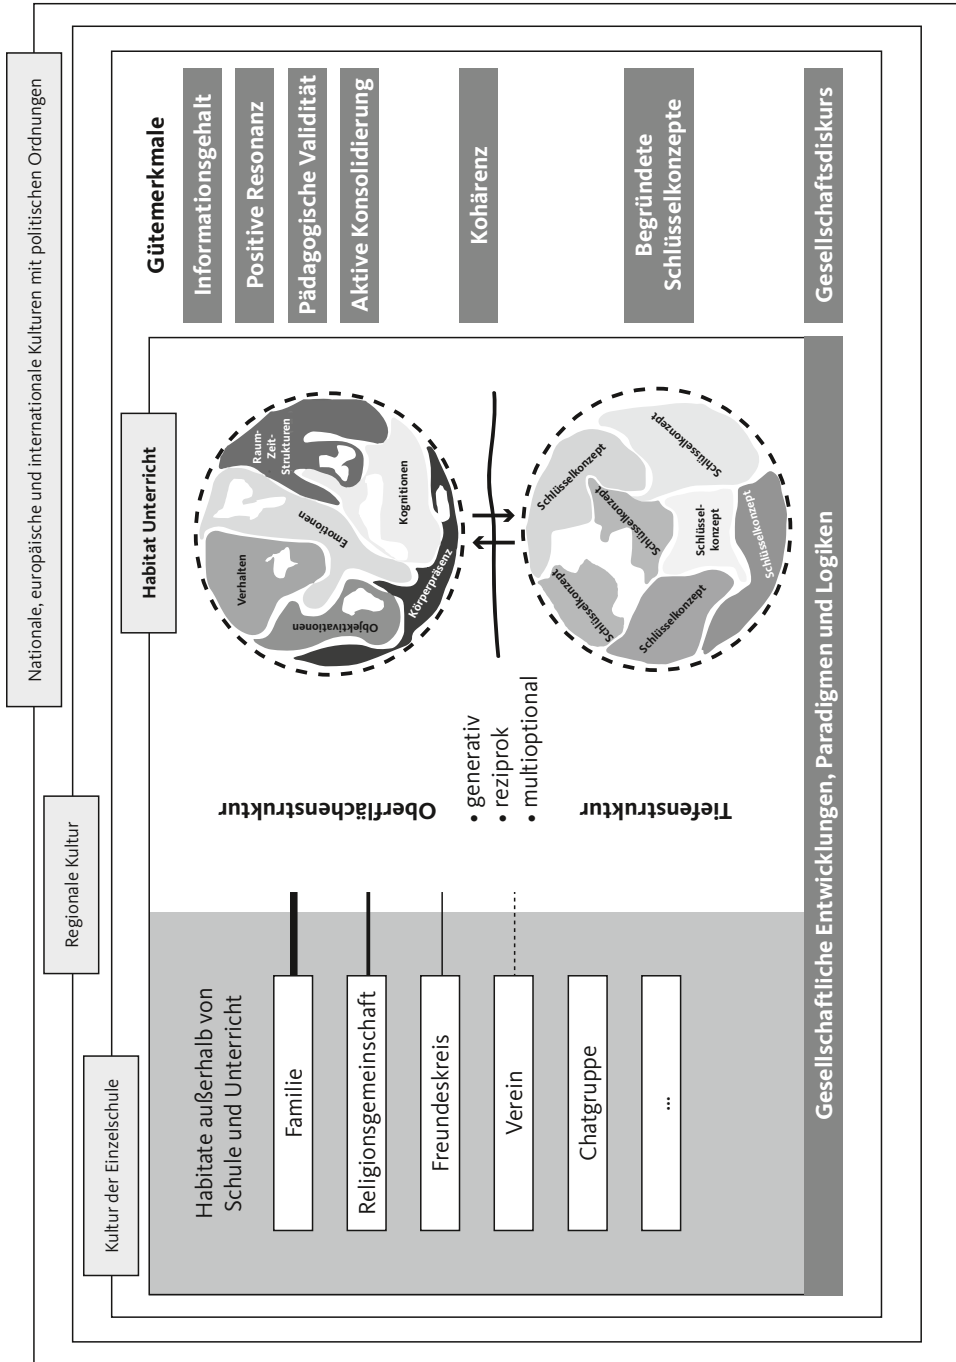 Nationale, europäische und internationale Kulturen mit politischen Ordnungen
Regionale Kultur
Kultur der Einzelschule
Habitat Unterricht
Habitate außerhalb von
Schule und Unterricht
Familie
Religionsgemeinschaft
Freundeskreis
Verein
Chatgruppe
...
Oberflächenstruktur
• generativ
• reziprok
• multioptional
Tiefenstruktur
Verhalten
Emotionen
Raum-
Zeit-
Strukturen
Objektivationen
Kognitionen
Körperpräsenz
Schlüsselkonzept
Schlüsselkonzept
Schlüsselkonzept
Schlüsselkonzept
Schlüsselkonzept
Schlüssel-
konzept
Schlüsselkonzept
Gütemerkmale
Informationsgehalt
Positive Resonanz
Pädagogische Validität
Aktive Konsolidierung
Kohärenz
Begründete
Schlüsselkonzepte
Gesellschaftsdiskurs
Gesellschaftliche Entwicklungen, Paradigmen und Logiken